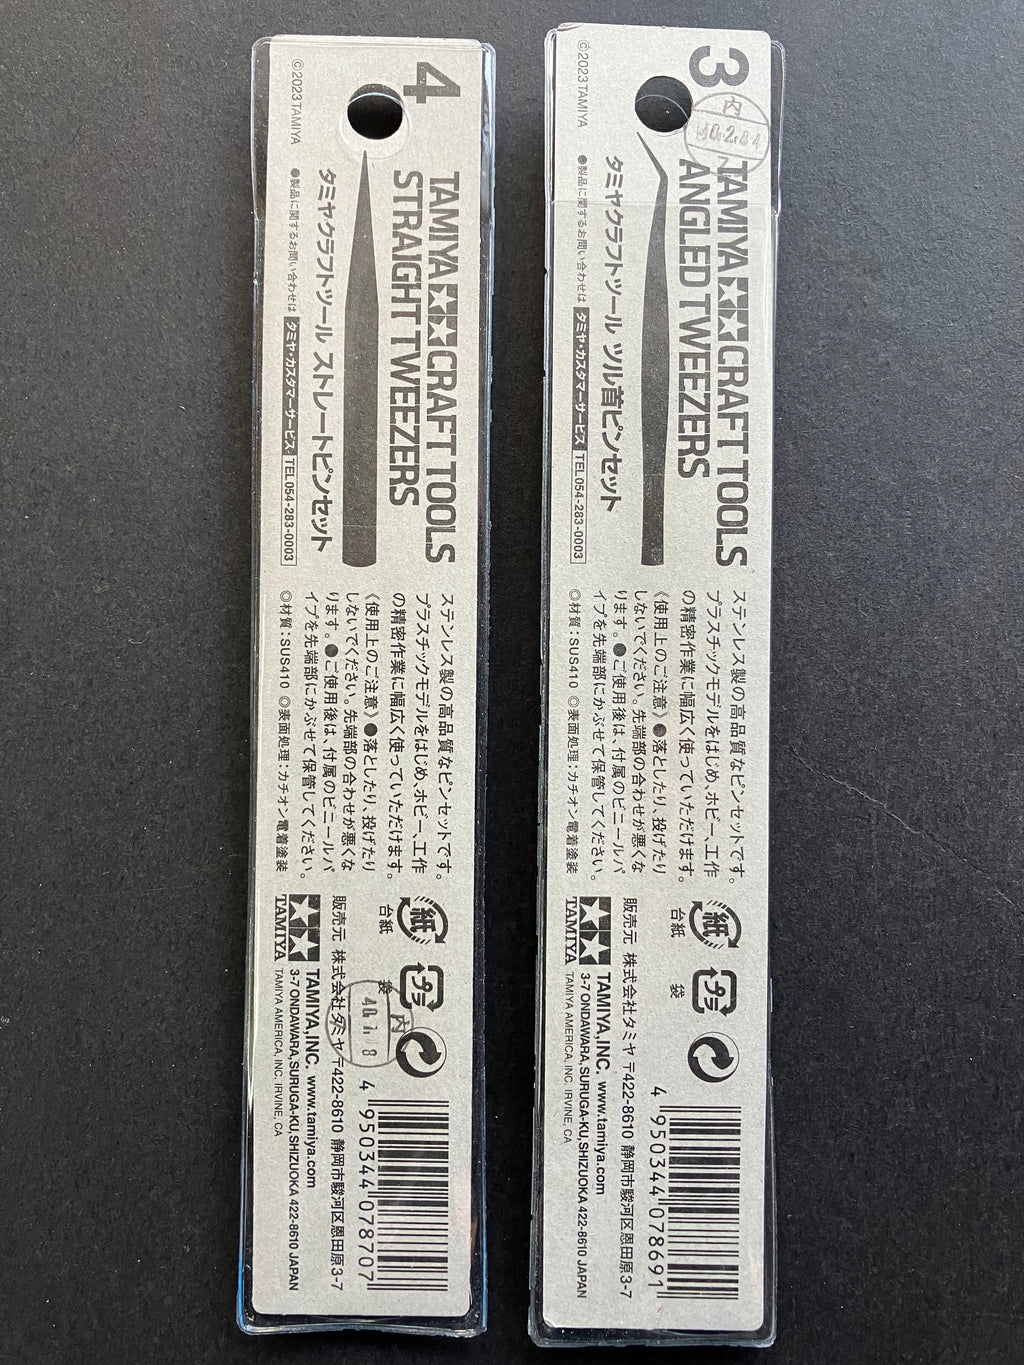 4
TAMIYA CRAFT TOOLS
STRAIGHT TWEEZERS
タミヤクラフトツール ストレートピンセット
●製品に関するお問い合わせは タミヤ・カスタマーサービス TEL 054-283-0003
©2023 TAMIYA
ステンレス製の高品質なピンセットです。
プラスチックモデルをはじめ、ホビー、工作
の精密作業に幅広く使っていただけます。
《使用上のご注意》●落としたり、投げたり
しないでください。先端部の合わせが悪くな
ります。●ご使用後は、付属のビニールパ
イプを先端部にかぶせて保管してください。
◎材質：SUS410 ◎表面処理：カチオン電着塗装
紙
台紙
プラ
袋
内
販売元 株式会社タミヤ 〒422-8610 静岡市駿河区恩田原3-7
TAMIYA
TAMIYA, INC. www.tamiya.com
3-7 ONDAWARA, SURUGA-KU, SHIZUOKA 422-8610 JAPAN
TAMIYA AMERICA, INC. IRVINE, CA
4 950344 078707
3
TAMIYA CRAFT TOOLS
ANGLED TWEEZERS
タミヤクラフトツール ツル首ピンセット
●製品に関するお問い合わせは タミヤ・カスタマーサービス TEL 054-283-0003
©2023 TAMIYA
内
ステンレス製の高品質なピンセットです。
プラスチックモデルをはじめ、ホビー、工作
の精密作業に幅広く使っていただけます。
《使用上のご注意》●落としたり、投げたり
しないでください。先端部の合わせが悪くな
ります。●ご使用後は、付属のビニールパ
イプを先端部にかぶせて保管してください。
◎材質：SUS410 ◎表面処理：カチオン電着塗装
紙
台紙
プラ
袋
販売元 株式会社タミヤ 〒422-8610 静岡市駿河区恩田原3-7
TAMIYA
TAMIYA, INC. www.tamiya.com
3-7 ONDAWARA, SURUGA-KU, SHIZUOKA 422-8610 JAPAN
TAMIYA AMERICA, INC. IRVINE, CA
4 950344 078691